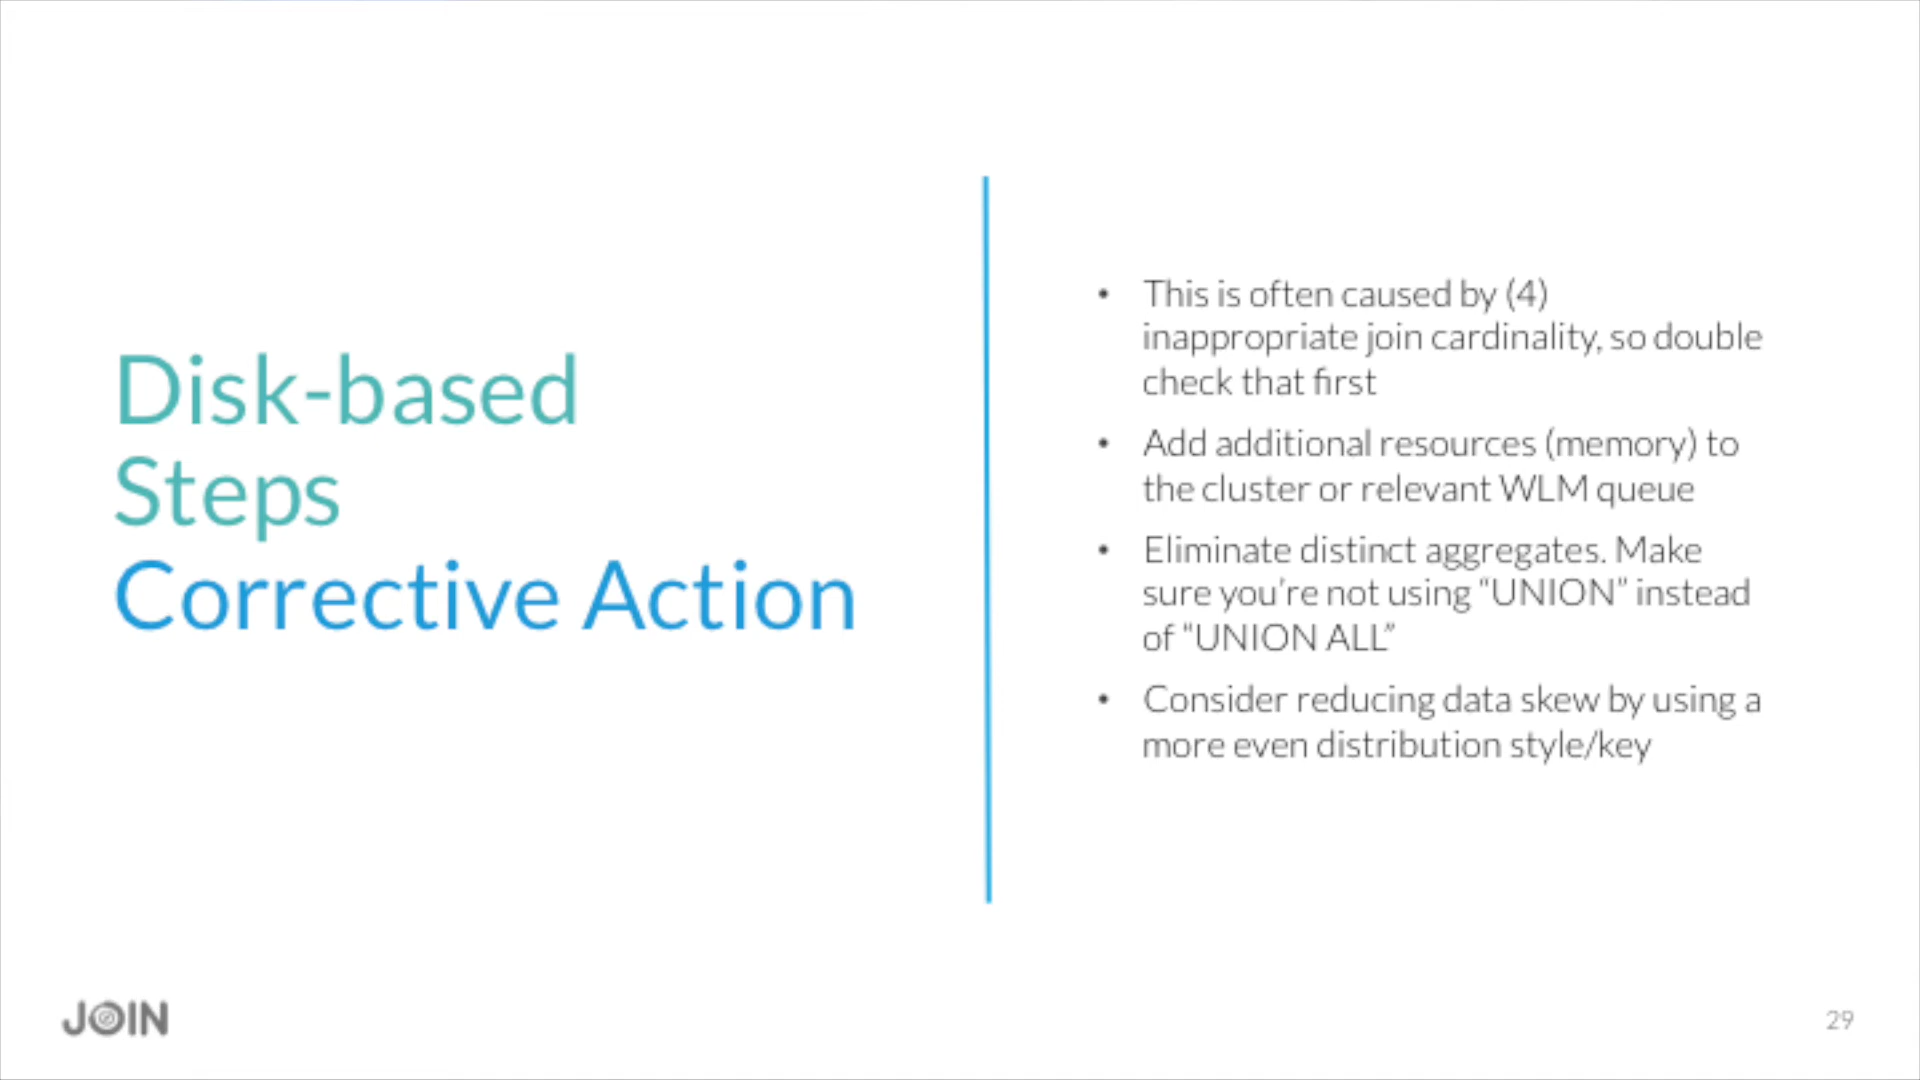 Disk-based
Steps
Corrective Action
• This is often caused by (4)
inappropriate join cardinality, so double
check that first
• Add additional resources (memory) to
the cluster or relevant WLM queue
• Eliminate distinct aggregates. Make
sure you’re not using “UNION” instead
of “UNION ALL”
• Consider reducing data skew by using a
more even distribution style/key
JOIN
29